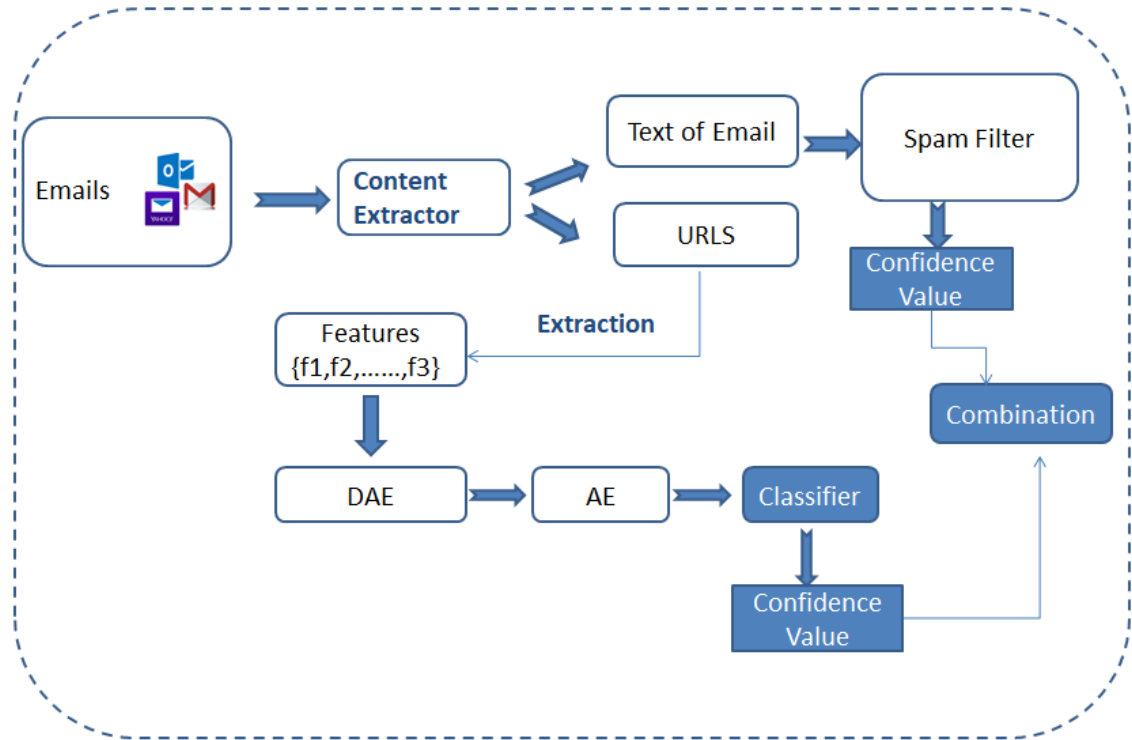 Text of Email
Spam Filter
Emails
YAHOO!
Content
Extractor
URLS
Confidence
Value
Extraction
Features
{f1,f2,......,f3}
Combination
DAE
AE
Classifier
Confidence
Value